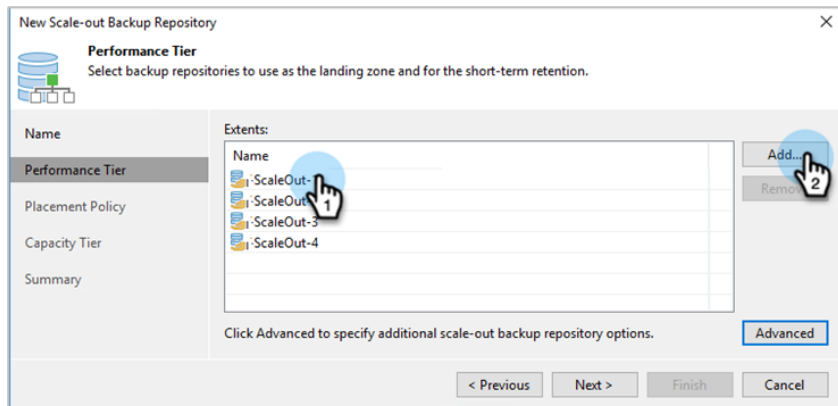 New Scale-out Backup Repository
Performance Tier
Select backup repositories to use as the landing zone and for the short-term retention.
Name
Performance Tier
Placement Policy
Capacity Tier
Summary
Extents:
Name
ScaleOut-
ScaleOut-3
ScaleOut-4
1
Add...
2
Click Advanced to specify additional scale-out backup repository options.
Advanced
< Previous
Next >
Finish
Cancel